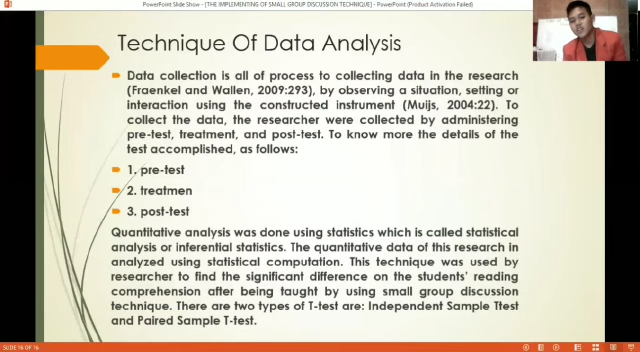 PowerPoint Slide Show - [THE IMPLEMENTING OF SMALL GROUP DISCUSSION TECHNIQUE] - PowerPoint (Product Activation Failed)
Technique Of Data Analysis
Data collection is all of process to collecting data in the research
(Fraenkel and Wallen, 2009:293), by observing a situation, setting or
interaction using the constructed instrument (Muijs, 2004:22). To
collect the data, the researcher were collected by administering
pre-test, treatment, and post-test. To know more the details of the
test accomplished, as follows:
1. pre-test
2. treatmen
3. post-test
Quantitative analysis was done using statistics which is called statistical
analysis or inferential statistics. The quantitative data of this research in
analyzed using statistical computation. This technique was used by
researcher to find the significant difference on the students' reading
comprehension after being taught by using small group discussion
technique. There are two types of T-test are: Independent Sample Ttest
and Paired Sample T-test.
SLIDE 16 OF 16